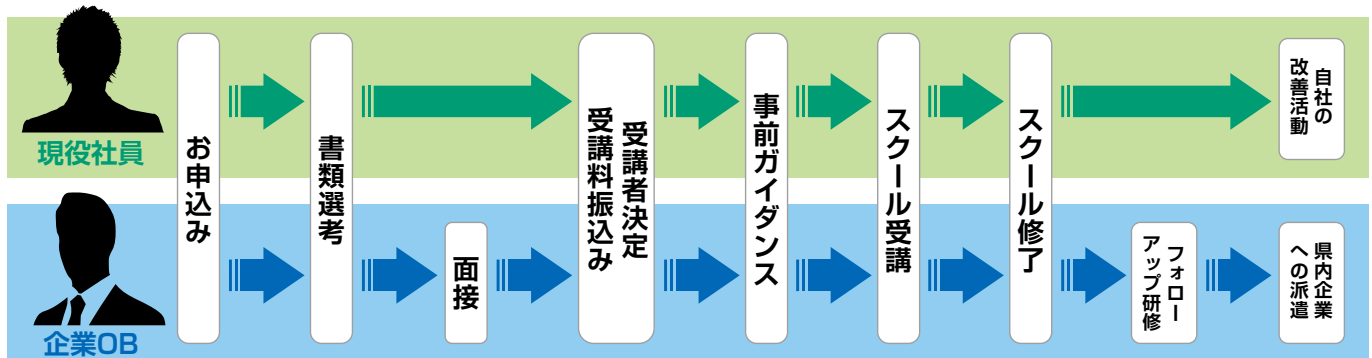 現役社員
企業OB
お申込み
書類選考
面接
受講者決定
受講料振込み
事前ガイダンス
スクール受講
スクール修了
フォロー
アップ研修
自社の
改善活動
県内企業
への派遣